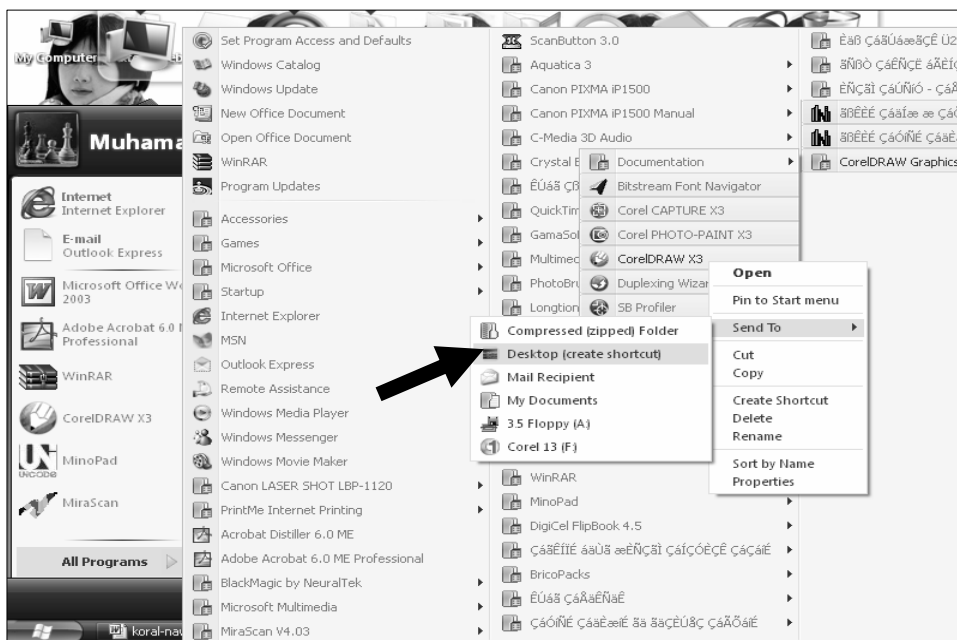 My Computer
Muhama
Internet
Internet Explorer
E-mail
Outlook Express
Microsoft Office Wo
2003
Adobe Acrobat 6.0
Professional
WinRAR
CorelDRAW X3
MinoPad
MiraScan
All Programs
koral-nav
Set Program Access and Defaults
Windows Catalog
Windows Update
New Office Document
Open Office Document
WinRAR
Program Updates
Accessories
Games
Microsoft Office
Startup
Internet Explorer
MSN
Outlook Express
Remote Assistance
Windows Media Player
Windows Messenger
Windows Movie Maker
Canon LASER SHOT LBP-1120
PrintMe Internet Printing
Acrobat Distiller 6.0 ME
Adobe Acrobat 6.0 ME Professional
BlackMagic by NeuralTek
Microsoft Multimedia
MiraScan V4.03
ScanButton 3.0
Aquatica 3
Canon PIXMA iP1500
Canon PIXMA iP1500 Manual
C-Media 3D Audio
Crystal E
QuickTim
GamaSol
Multimed
PhotoBru
Longtion
WinRAR
MinoPad
DigiCel FlipBook 4.5
BricoPacks
Documentation
Bitstream Font Navigator
Corel CAPTURE X3
Corel PHOTO-PAINT X3
CorelDRAW X3
Duplexing Wizar
SB Profiler
CorelDRAW Graphics
Open
Pin to Start menu
Send To
Cut
Copy
Create Shortcut
Delete
Rename
Sort by Name
Properties
Compressed (zipped) Folder
Desktop (create shortcut)
Mail Recipient
My Documents
3.5 Floppy (A:)
Corel 13 (F:)